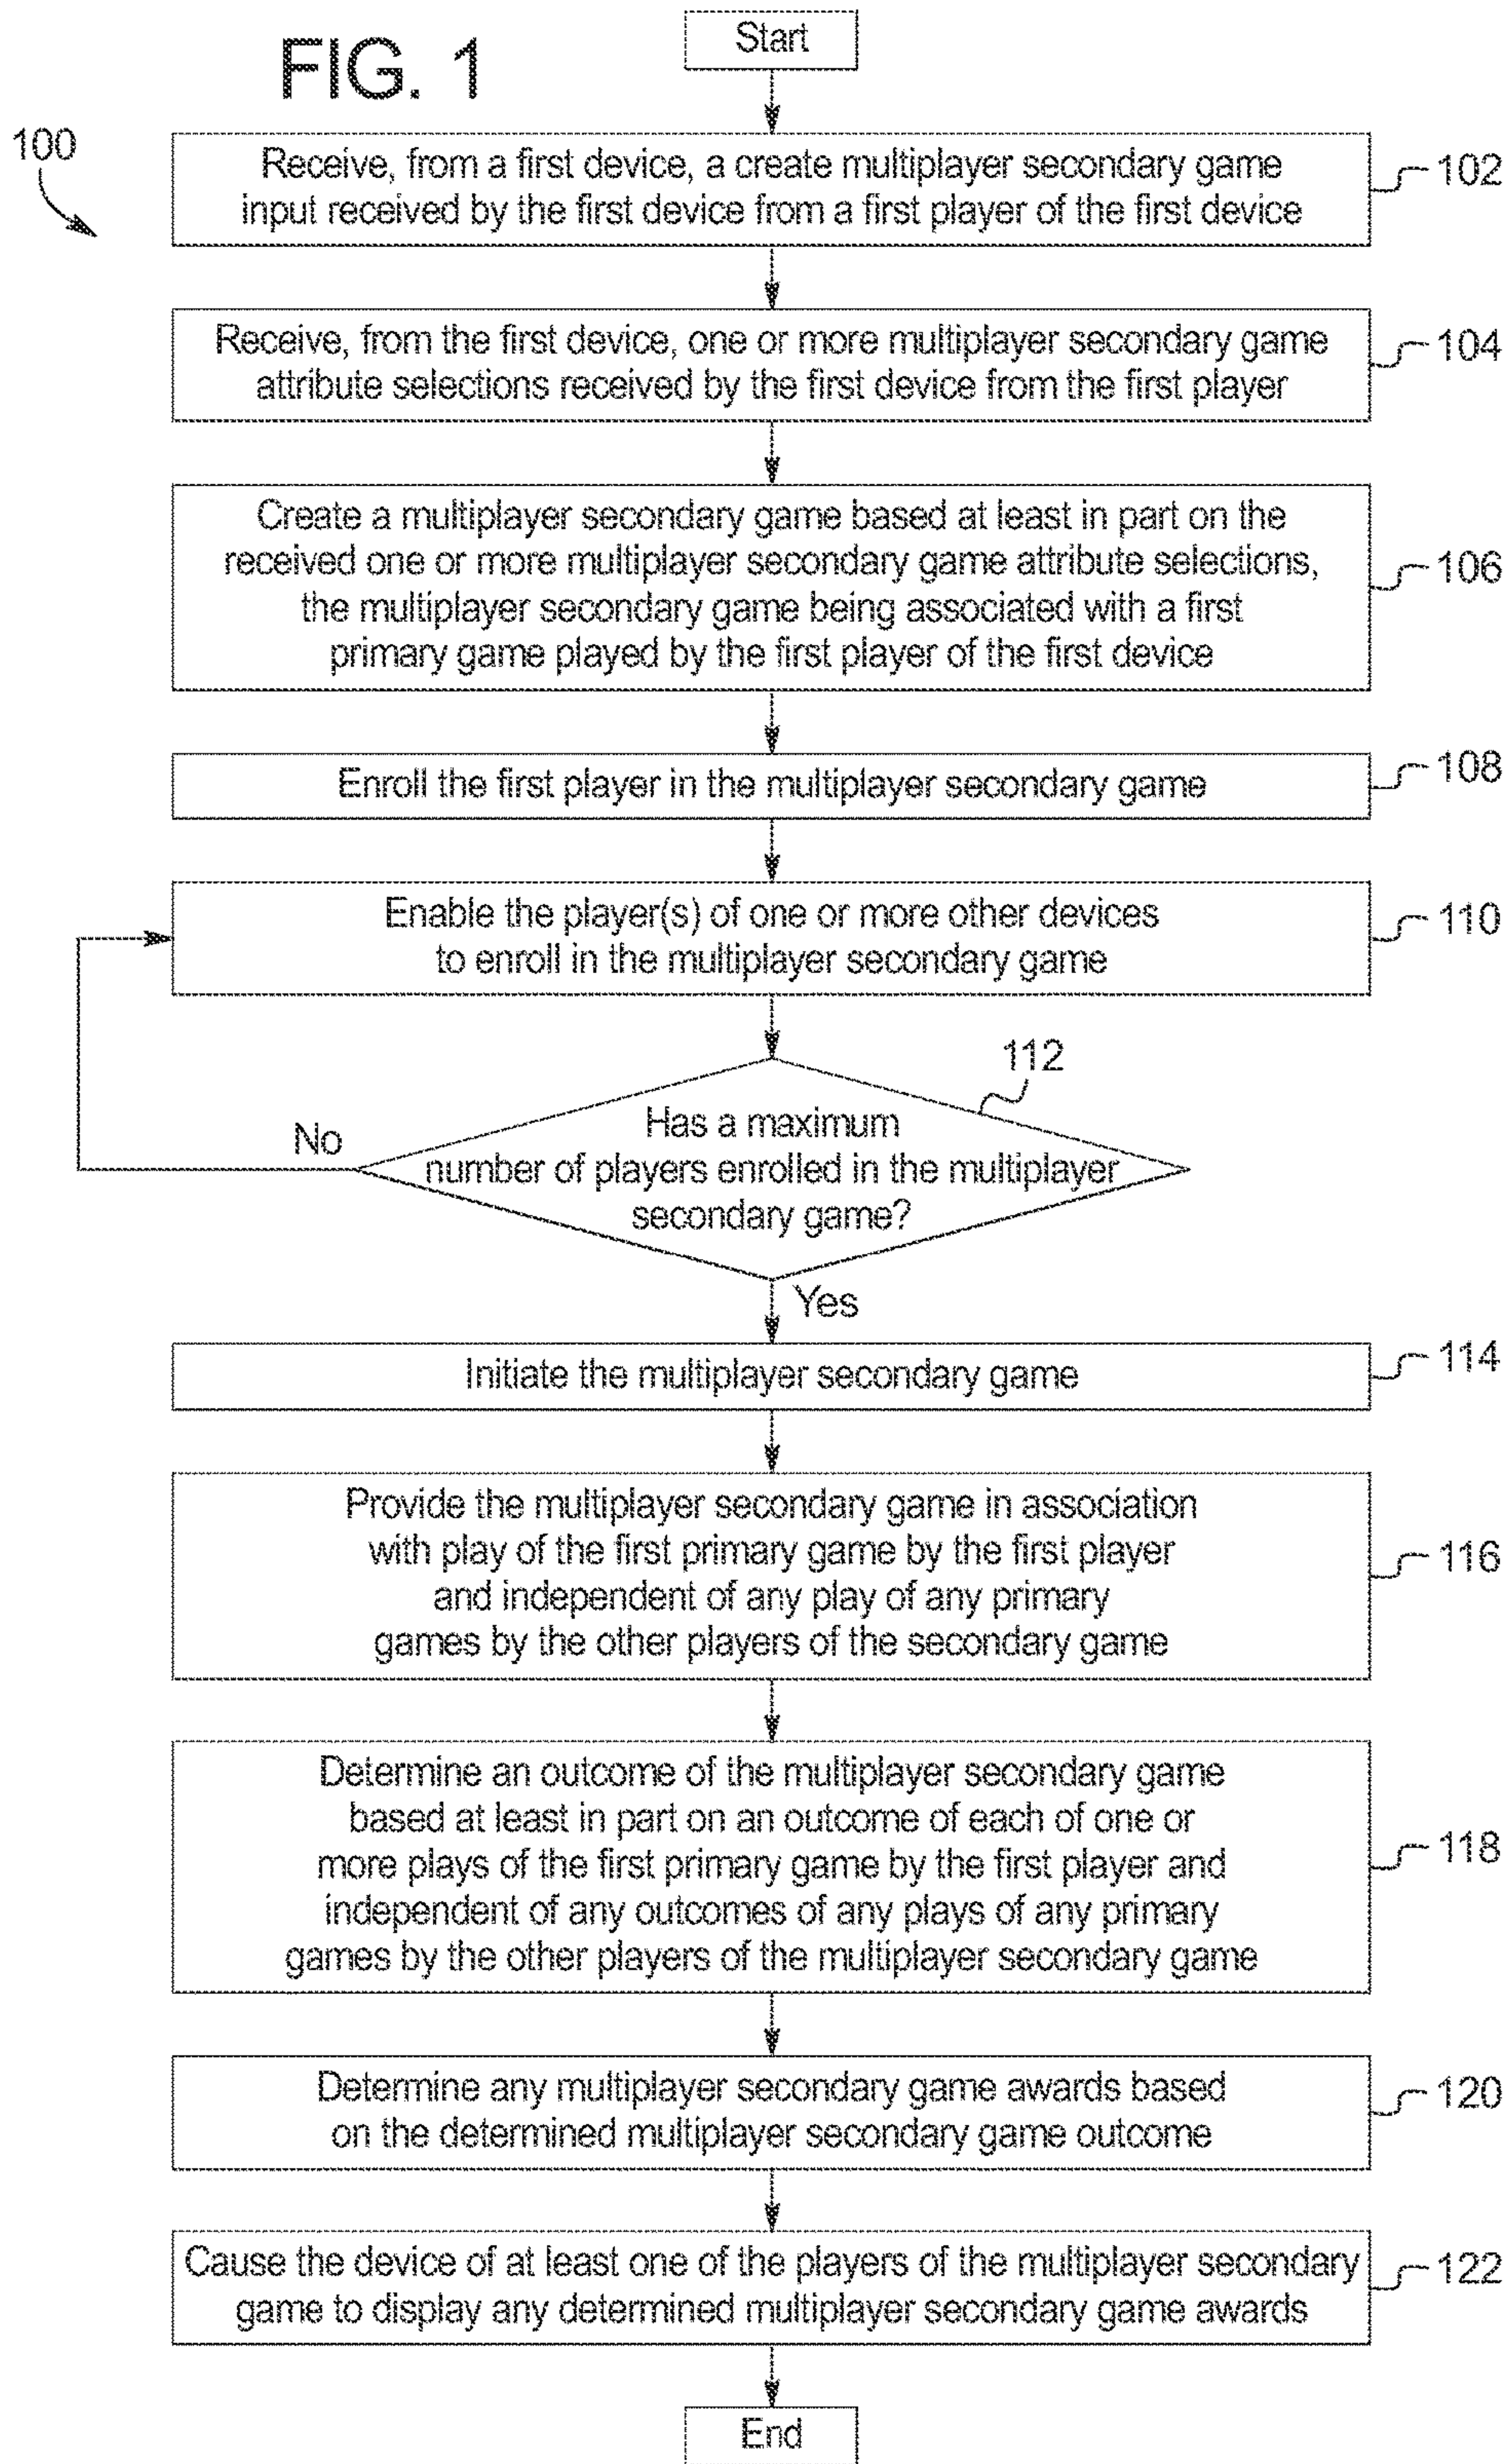 FIG. 1
Start
100
Receive, from a first device, a create multiplayer secondary game
input received by the first device from a first player of the first device
102
Receive, from the first device, one or more multiplayer secondary game
attribute selections received by the first device from the first player
104
Create a multiplayer secondary game based at least in part on the
received one or more multiplayer secondary game attribute selections,
the multiplayer secondary game being associated with a first
primary game played by the first player of the first device
106
Enroll the first player in the multiplayer secondary game
108
Enable the player(s) of one or more other devices
to enroll in the multiplayer secondary game
110
112
Has a maximum
number of players enrolled in the multiplayer
secondary game?
No
Yes
Initiate the multiplayer secondary game
114
Provide the multiplayer secondary game in association
with play of the first primary game by the first player
and independent of any play of any primary
games by the other players of the secondary game
116
Determine an outcome of the multiplayer secondary game
based at least in part on an outcome of each of one or
more plays of the first primary game by the first player and
independent of any outcomes of any plays of any primary
games by the other players of the multiplayer secondary game
118
Determine any multiplayer secondary game awards based
on the determined multiplayer secondary game outcome
120
Cause the device of at least one of the players of the multiplayer secondary
game to display any determined multiplayer secondary game awards
122
End